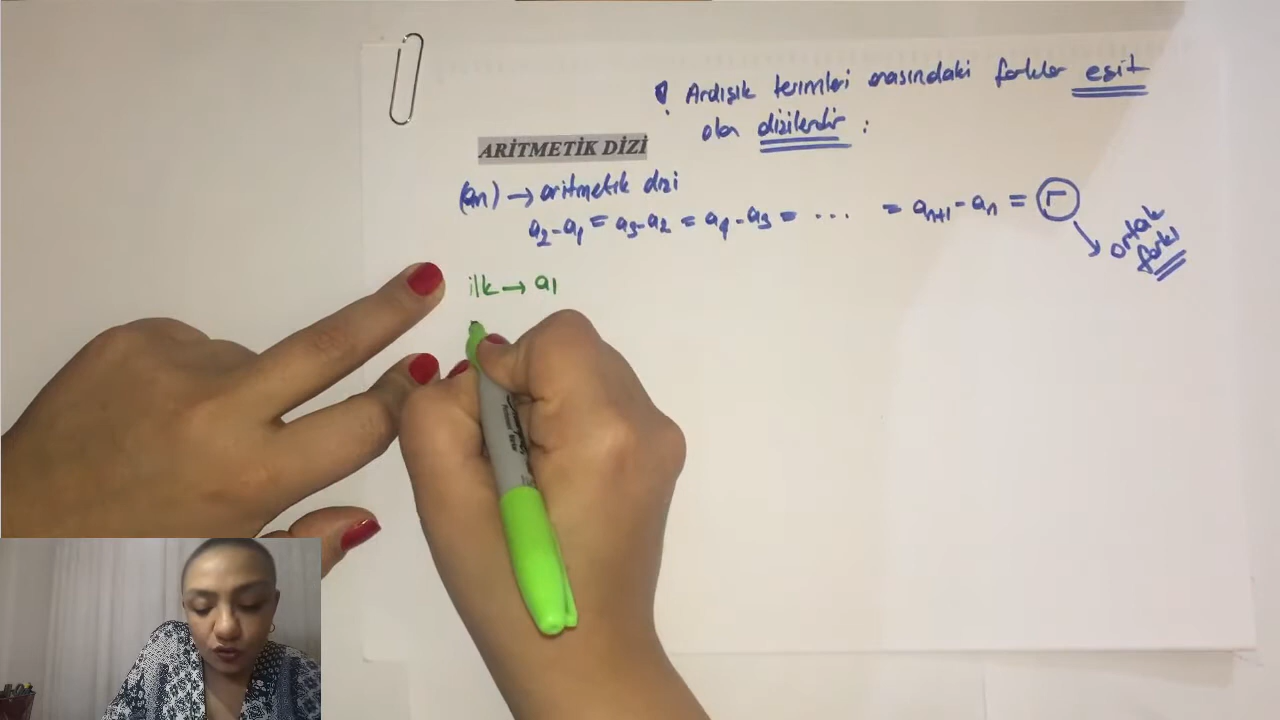 Ardışık terimleri arasındaki farklar eşit
olan dizilerdir :
ARİTMETİK DİZİ
(an) → aritmetik dizi
a2-a1 = a3-a2 = a4-a3 = ... = an+1 - an = r
ortak
farkı
ilk → a1